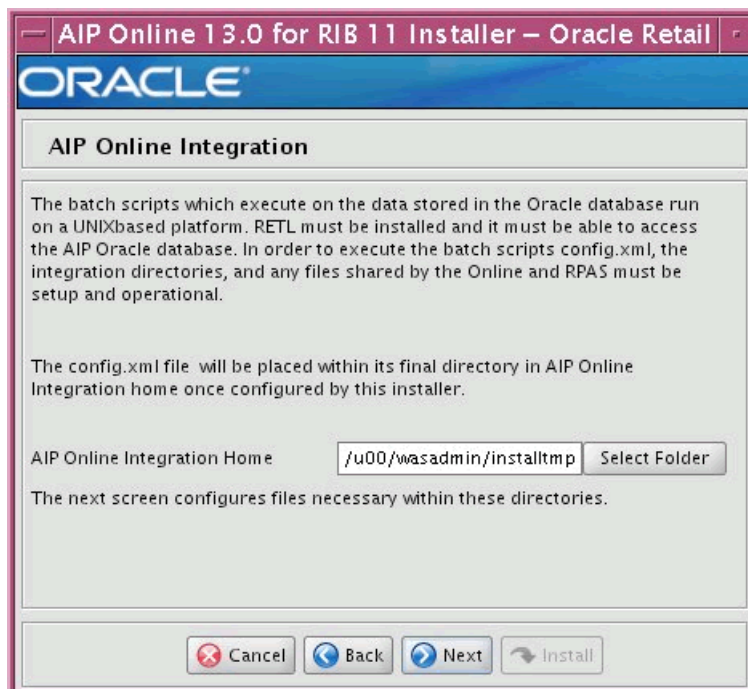 AIP Online 13.0 for RIB 11 Installer – Oracle Retail
ORACLE®
AIP Online Integration
The batch scripts which execute on the data stored in the Oracle database run
on a UNIXbased platform. RETL must be installed and it must be able to access
the AIP Oracle database. In order to execute the batch scripts config.xml, the
integration directories, and any files shared by the Online and RPAS must be
setup and operational.
The config.xml file will be placed within its final directory in AIP Online
Integration home once configured by this installer.
AIP Online Integration Home /u00/wasadmin/installtmp Select Folder
The next screen configures files necessary within these directories.
Cancel Back Next Install